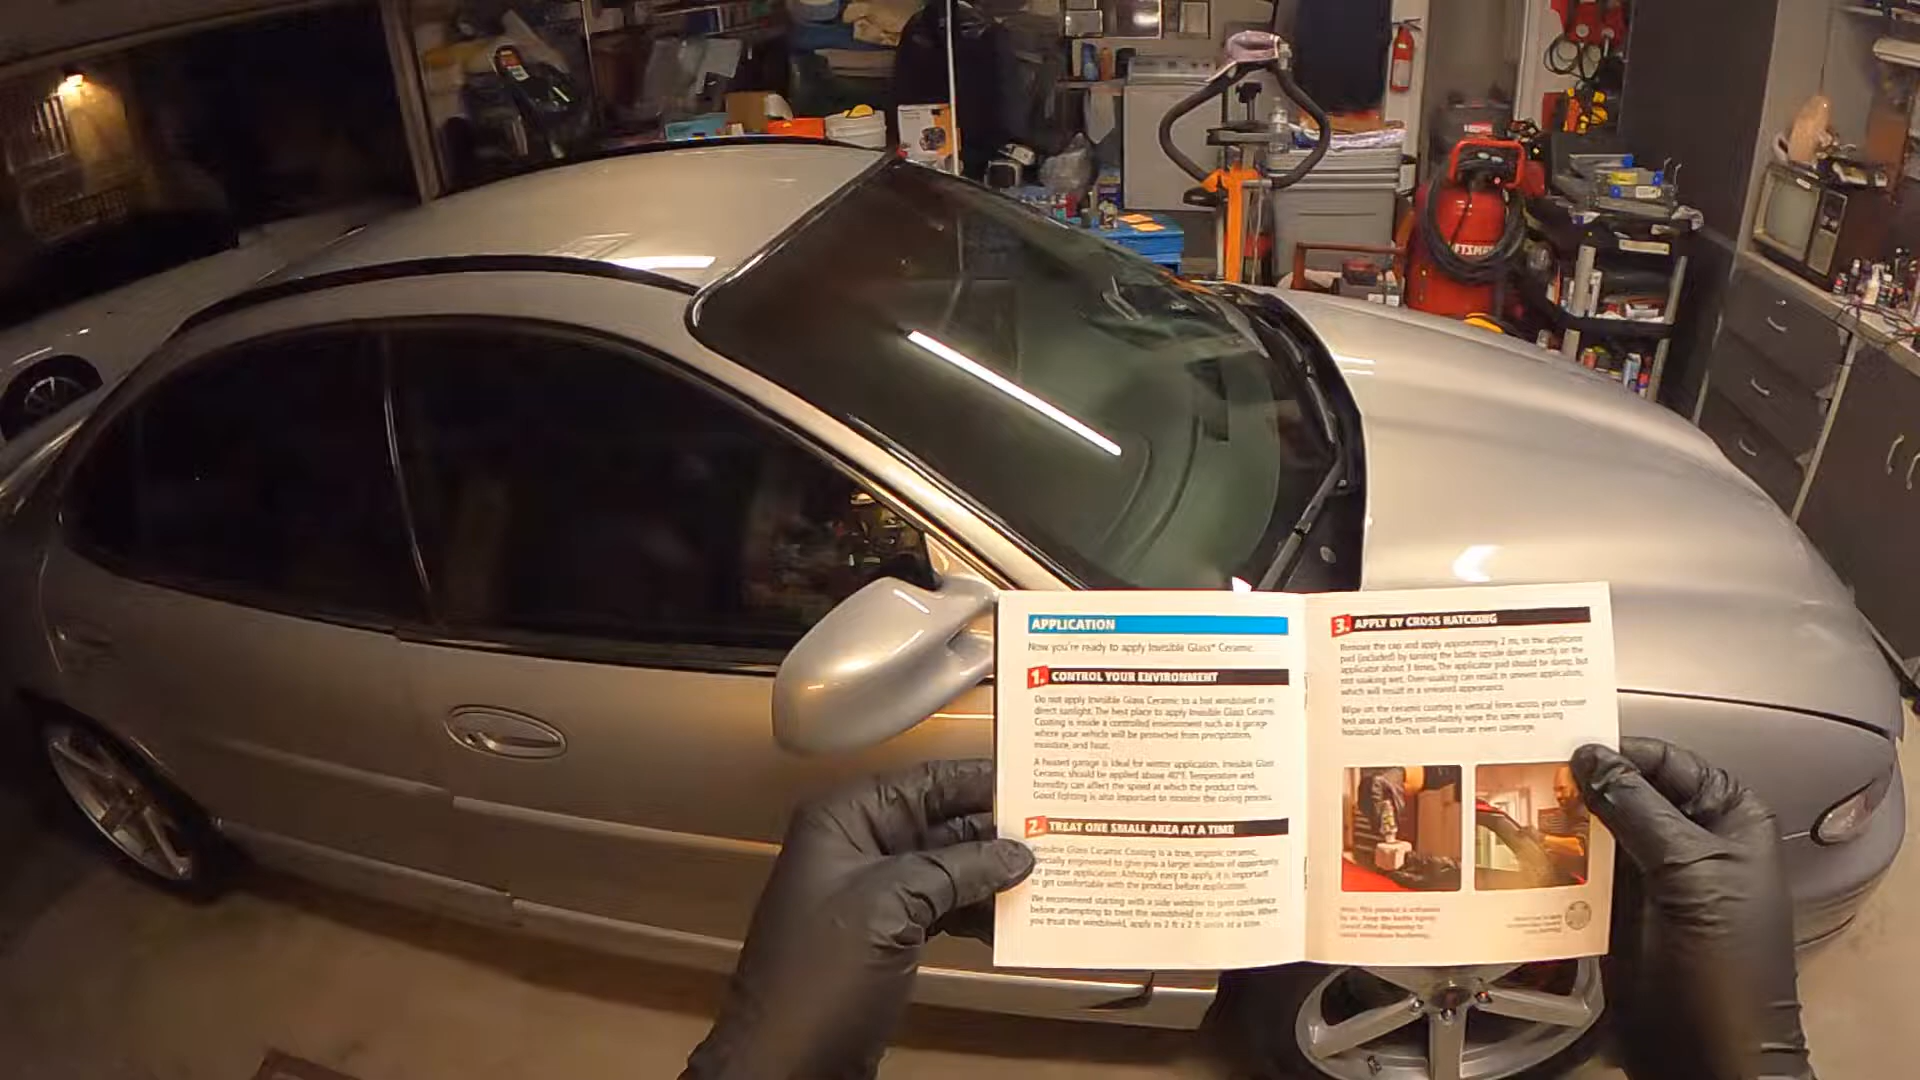 APPLICATION
Now you're ready to apply Invisible Glass® Ceramic.
1. CONTROL YOUR ENVIRONMENT
Do not apply Invisible Glass Ceramic to a hot windshield or in
direct sunlight. The best place to apply Invisible Glass Ceramic
Coating is inside a controlled environment such as a garage
where your vehicle will be protected from precipitation,
moisture, and heat.
A heated garage is ideal for winter application. Invisible Glass
Ceramic should be applied above 40°F. Temperature and
humidity can affect the speed at which the product cures.
Good lighting is also important to monitor the curing process.
2. TREAT ONE SMALL AREA AT A TIME
Invisible Glass Ceramic Coating is a true, organic ceramic,
specially engineered to give you a larger window of opportunity
for proper application. Although easy to apply, it is important
to get comfortable with the product before application.
We recommend starting with a side window to gain confidence
before attempting to treat the windshield or rear window. When
you treat the windshield, apply in 2 ft x 2 ft areas at a time.
3. APPLY BY CROSS HATCHING
Remove the cap and apply approximately 2 mL to the applicator
pad (included) by turning the bottle upside down directly on the
applicator about 3 times. The applicator pad should be damp, but
not soaking wet. Over-soaking can result in uneven application,
which will result in a smeared appearance.
Wipe on the ceramic coating in vertical lines across your chosen
test area and then immediately wipe the same area using
horizontal lines. This will ensure an even coverage.